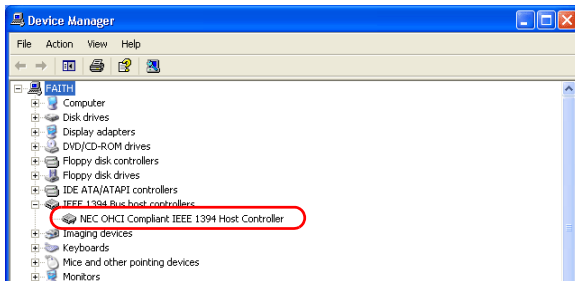 Device Manager
File Action View Help
FAITH
Computer
Disk drives
Display adapters
DVD/CD-ROM drives
Floppy disk controllers
Floppy disk drives
IDE ATA/ATAPI controllers
IEEE 1394 Bus host controllers
NEC OHCI Compliant IEEE 1394 Host Controller
Imaging devices
Keyboards
Mice and other pointing devices
Monitors